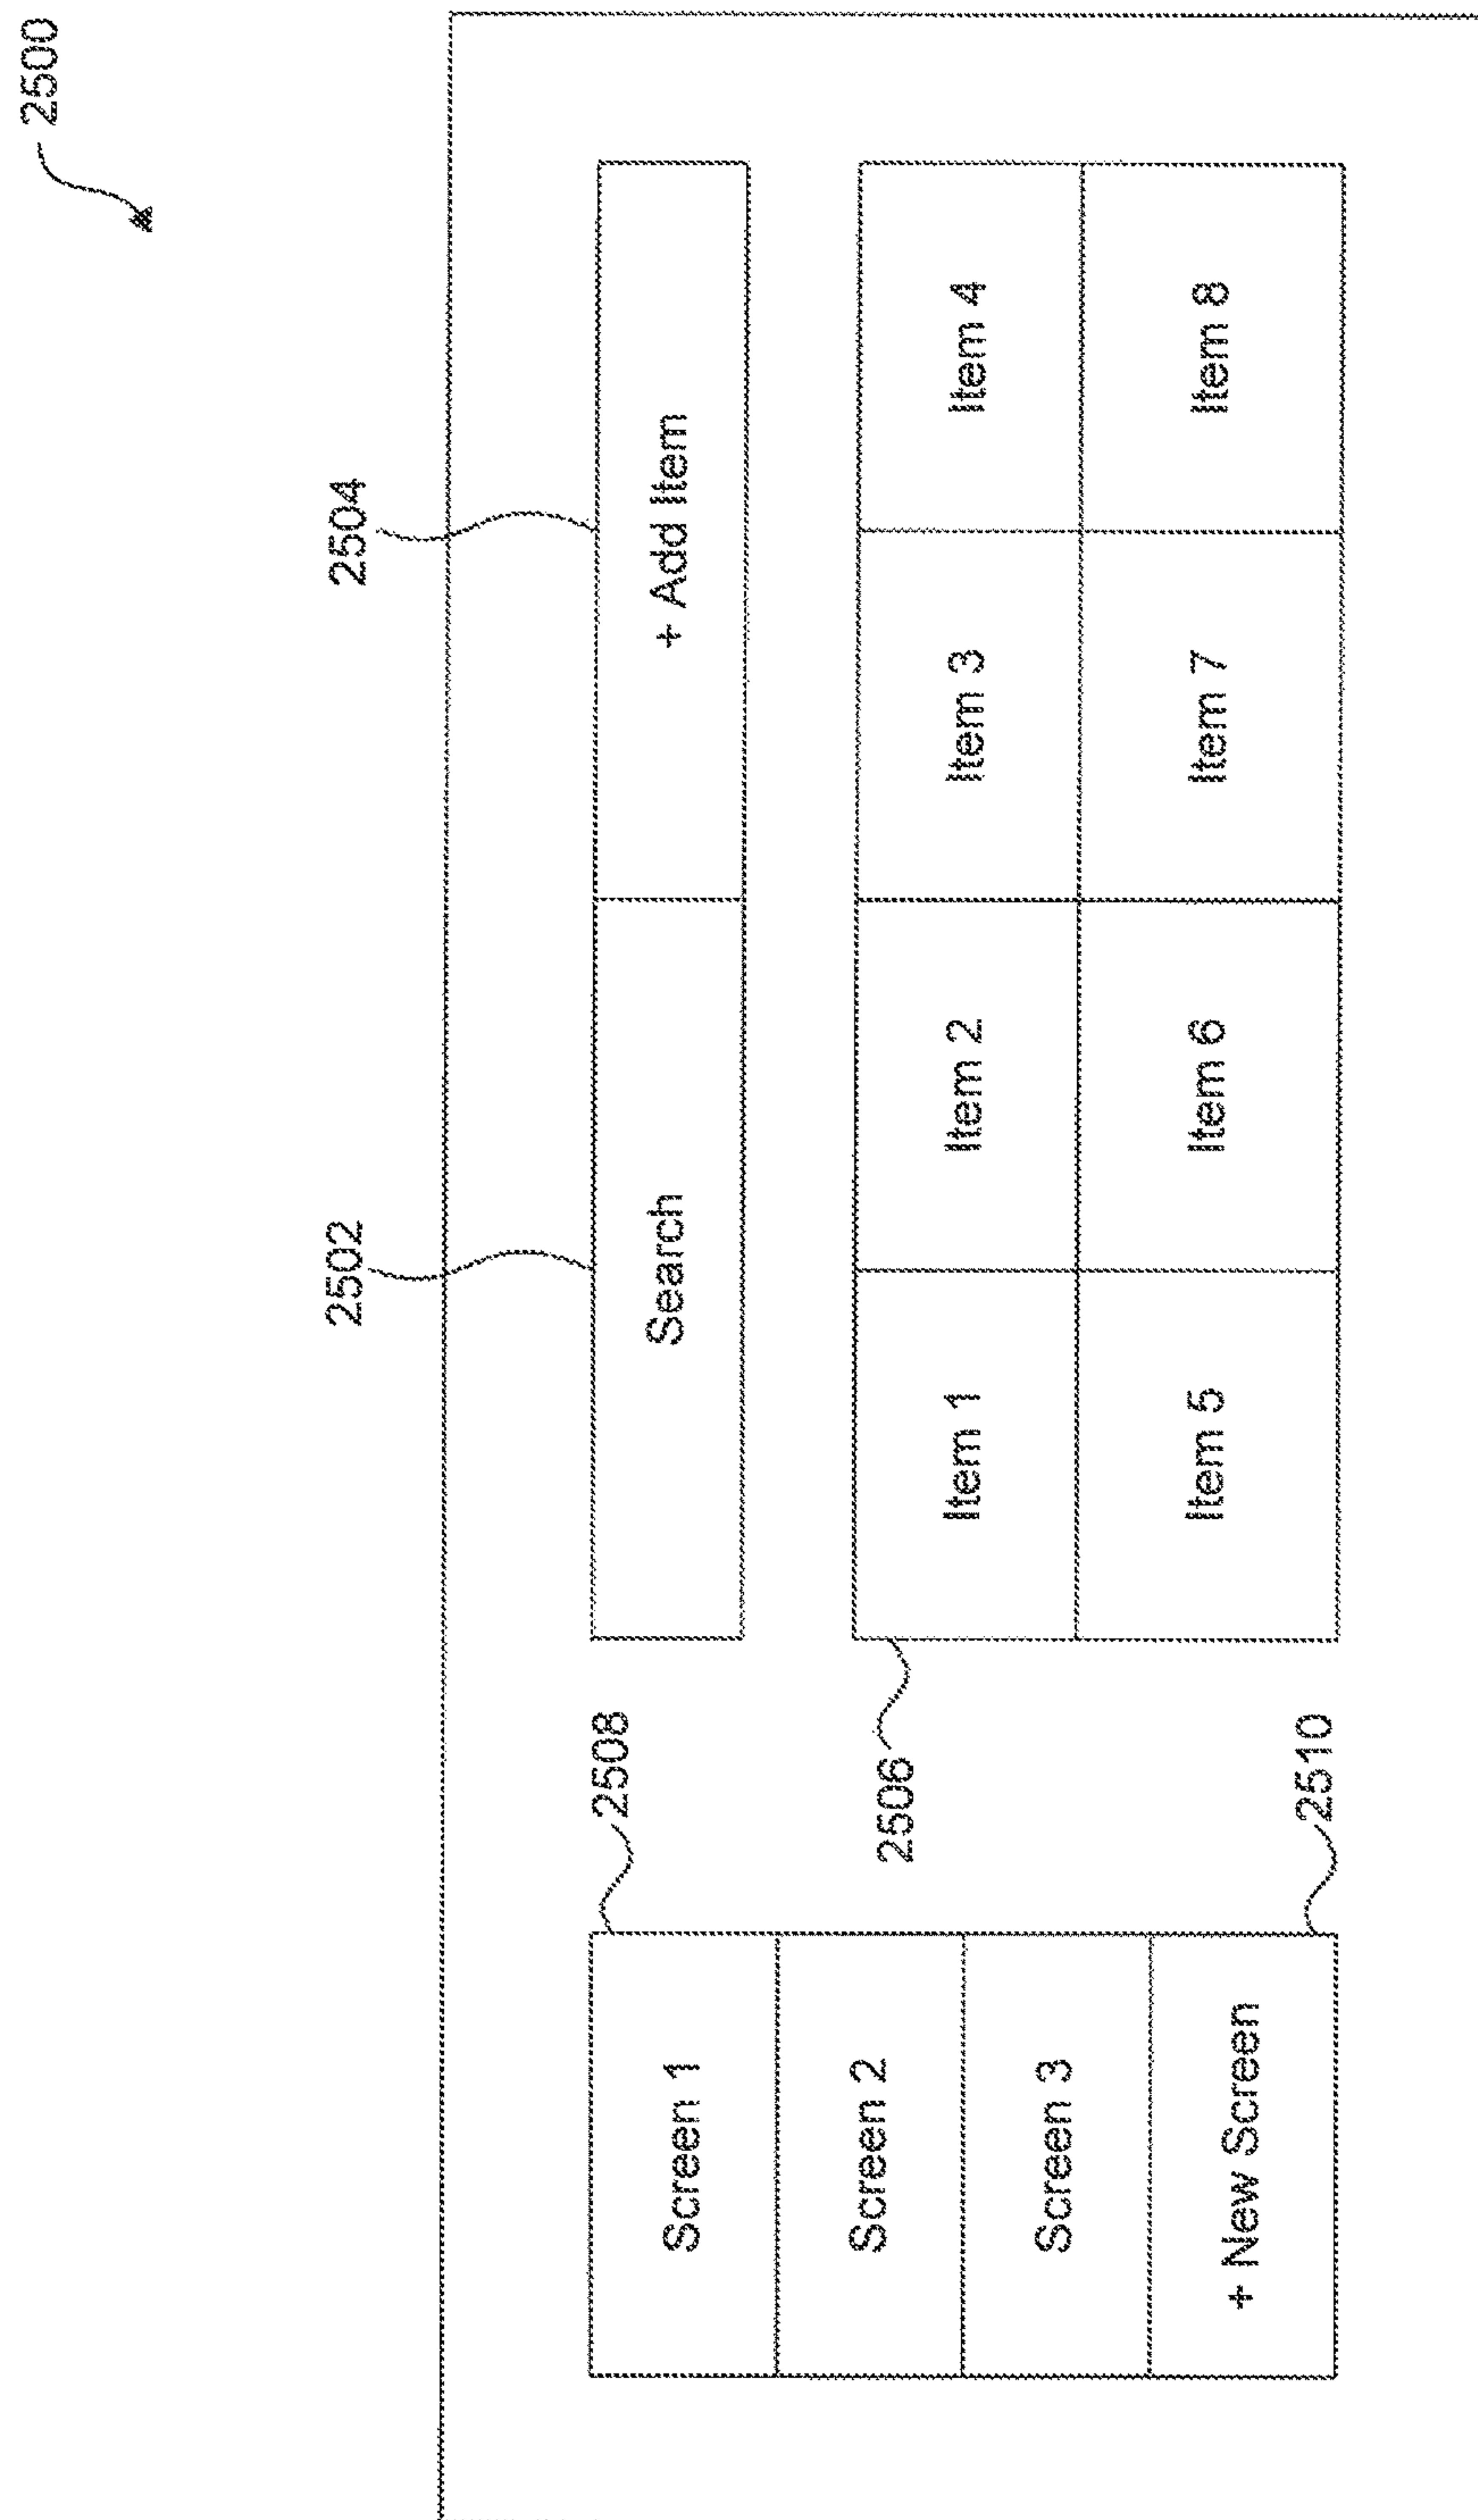 2500
2502
2504
Search
+ Add Item
2508
Screen 1
Screen 2
Screen 3
+ New Screen
2510
2506
Item 1
Item 2
Item 3
Item 4
Item 5
Item 6
Item 7
Item 8